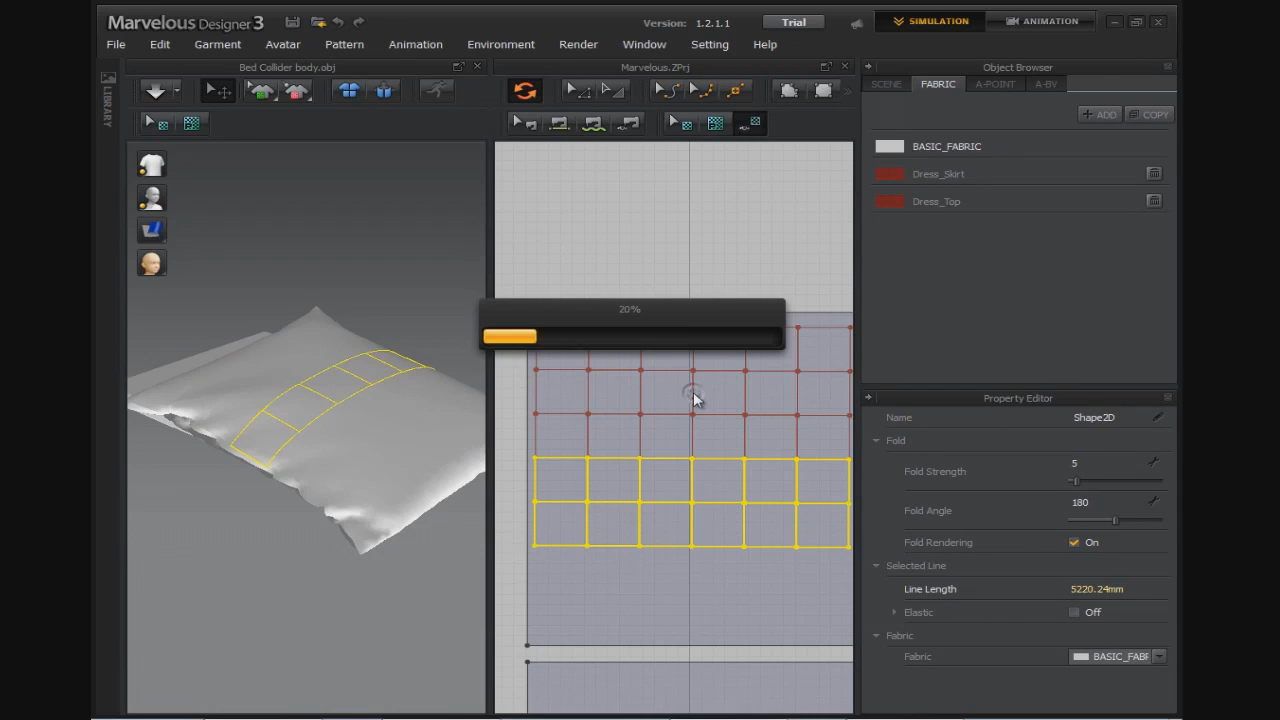 Marvelous Designer 3
Version: 1.2.1.1
Trial
SIMULATION
ANIMATION
File Edit Garment Avatar Pattern Animation Environment Render Window Setting Help
Bed Collider body.obj
Marvelous.ZPrj
Object Browser
LIBRARY
SCENE FABRIC A-POINT A-BY
ADD
COPY
BASIC_FABRIC
Dress_Skirt
Dress_Top
20%
Property Editor
Name Shape2D
Fold
Fold Strength 5
Fold Angle 180
Fold Rendering On
Selected Line
Line Length 5220.24mm
Elastic Off
Fabric
Fabric BASIC_FABF